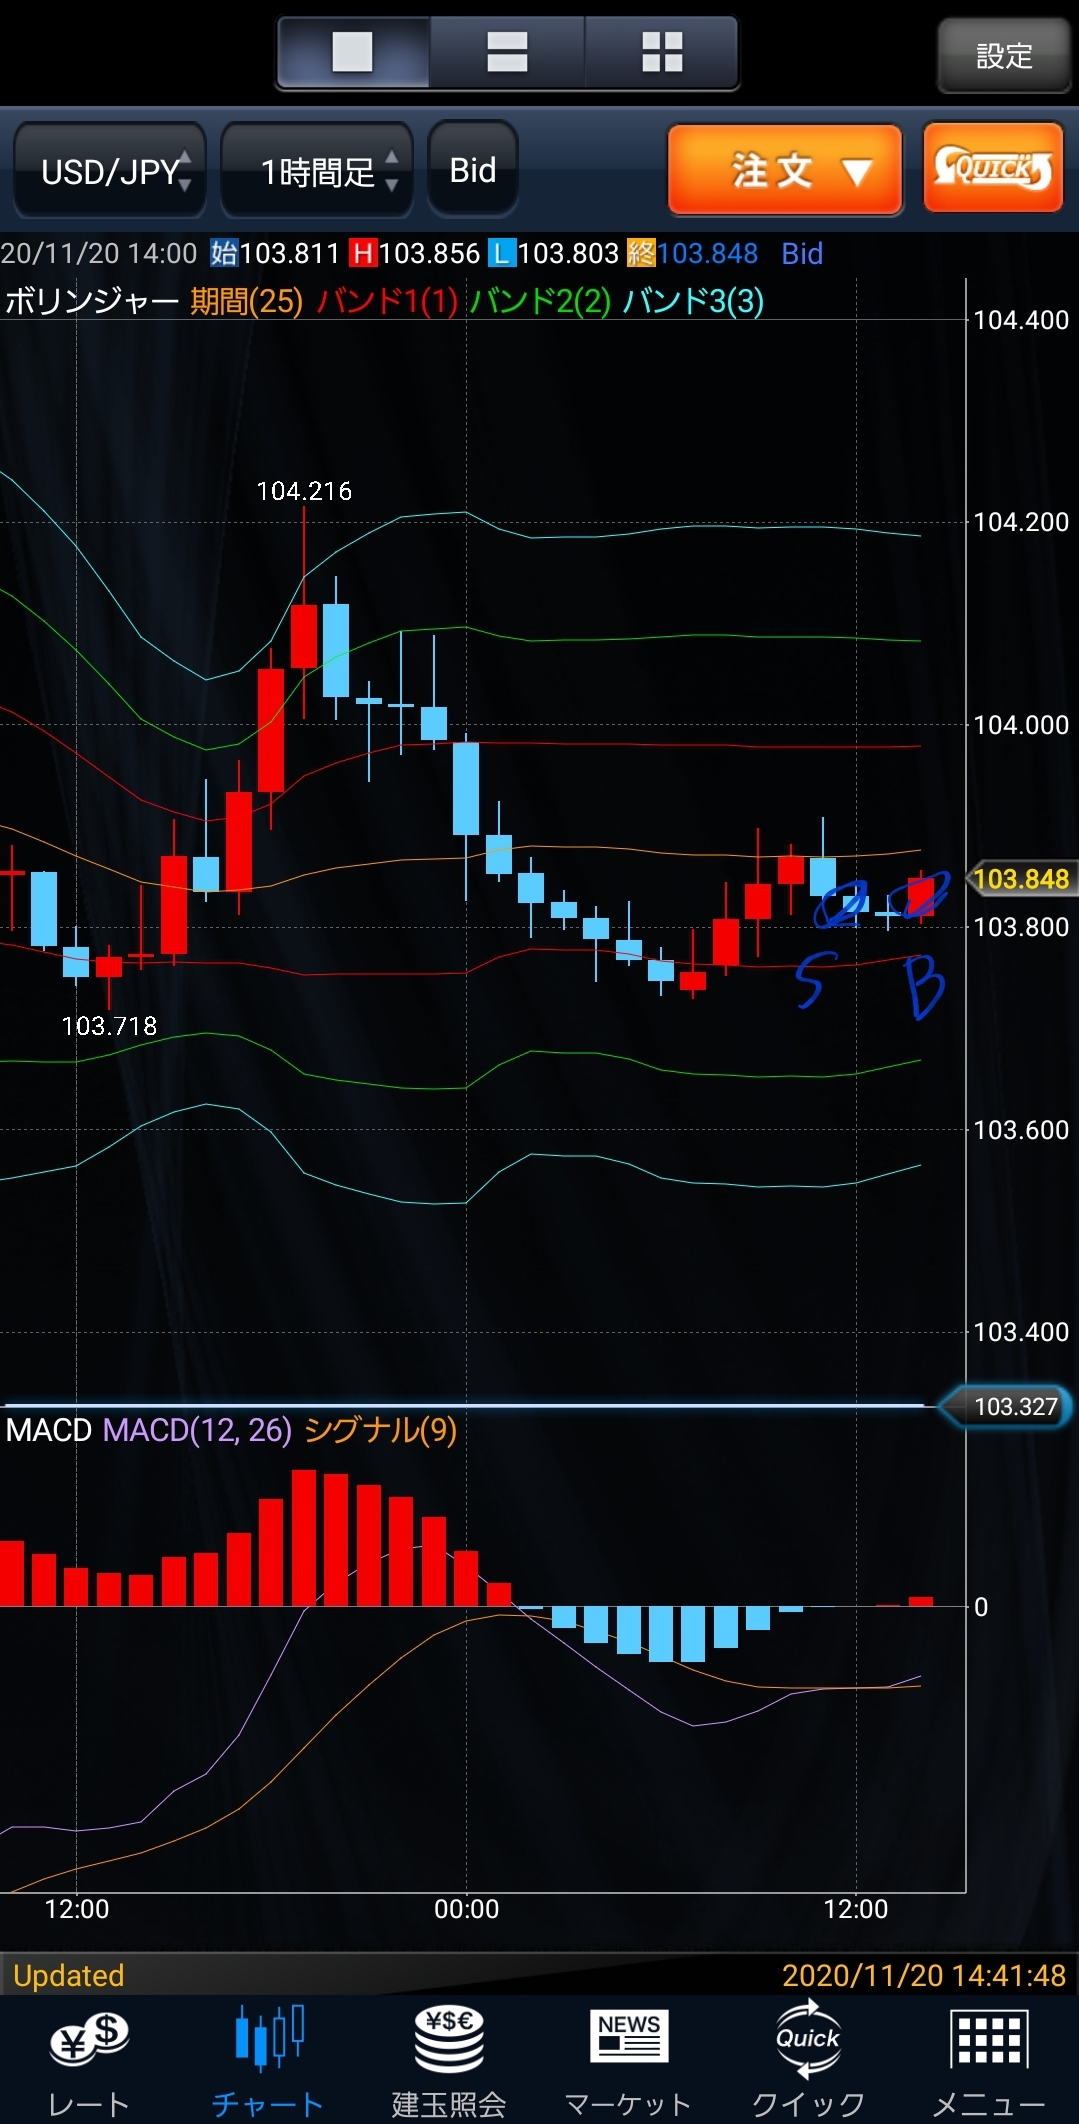 設定
USD/JPY 1時間足 Bid 注文 ▼ QUICK
20/11/20 14:00 始103.811 H103.856 L103.803 終103.848 Bid
ボリンジャー 期間(25) バンド1(1) バンド2(2) バンド3(3)
104.400
104.216
104.200
104.000
103.848
103.800
S B
103.718
103.600
103.400
103.327
MACD MACD(12, 26) シグナル(9)
0
12:00 00:00 12:00
Updated 2020/11/20 14:41:48
¥$ ¥$€ NEWS Quick
レート チャート 建玉照会 マーケット クイック メニュー